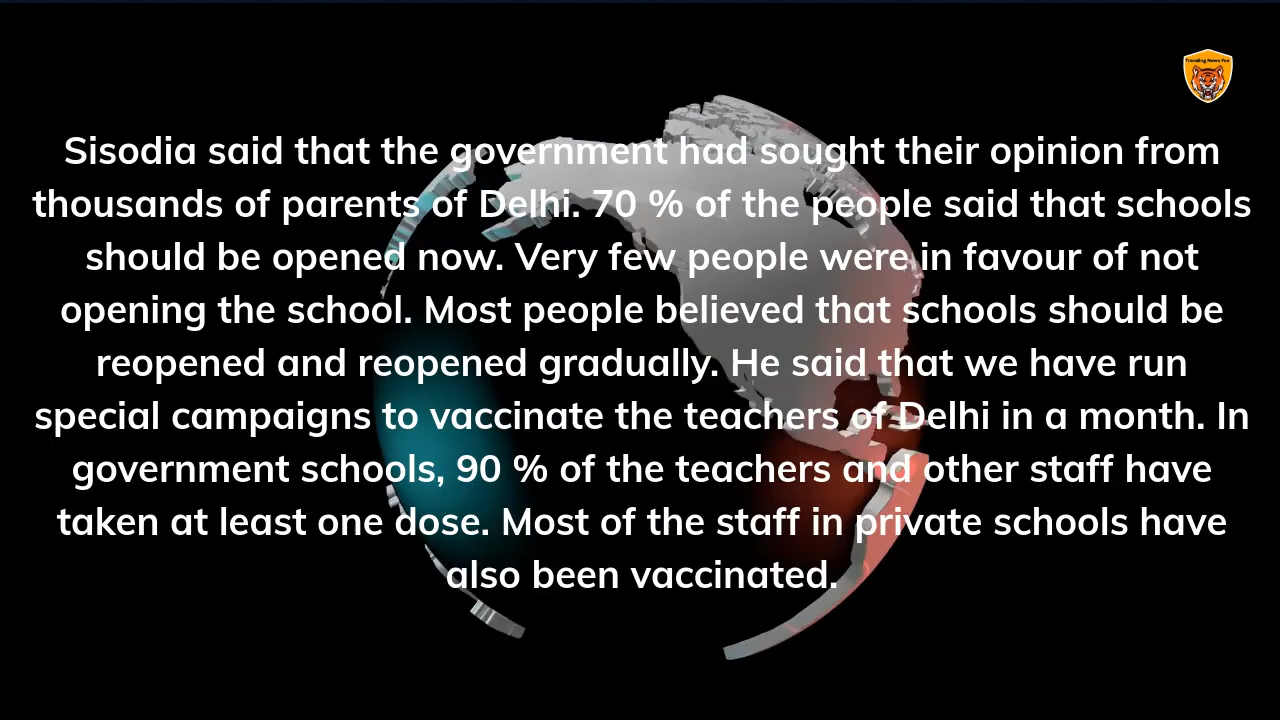 Trending News Fox
Sisodia said that the government had sought their opinion from
thousands of parents of Delhi. 70 % of the people said that schools
should be opened now. Very few people were in favour of not
opening the school. Most people believed that schools should be
reopened and reopened gradually. He said that we have run
special campaigns to vaccinate the teachers of Delhi in a month. In
government schools, 90 % of the teachers and other staff have
taken at least one dose. Most of the staff in private schools have
also been vaccinated.